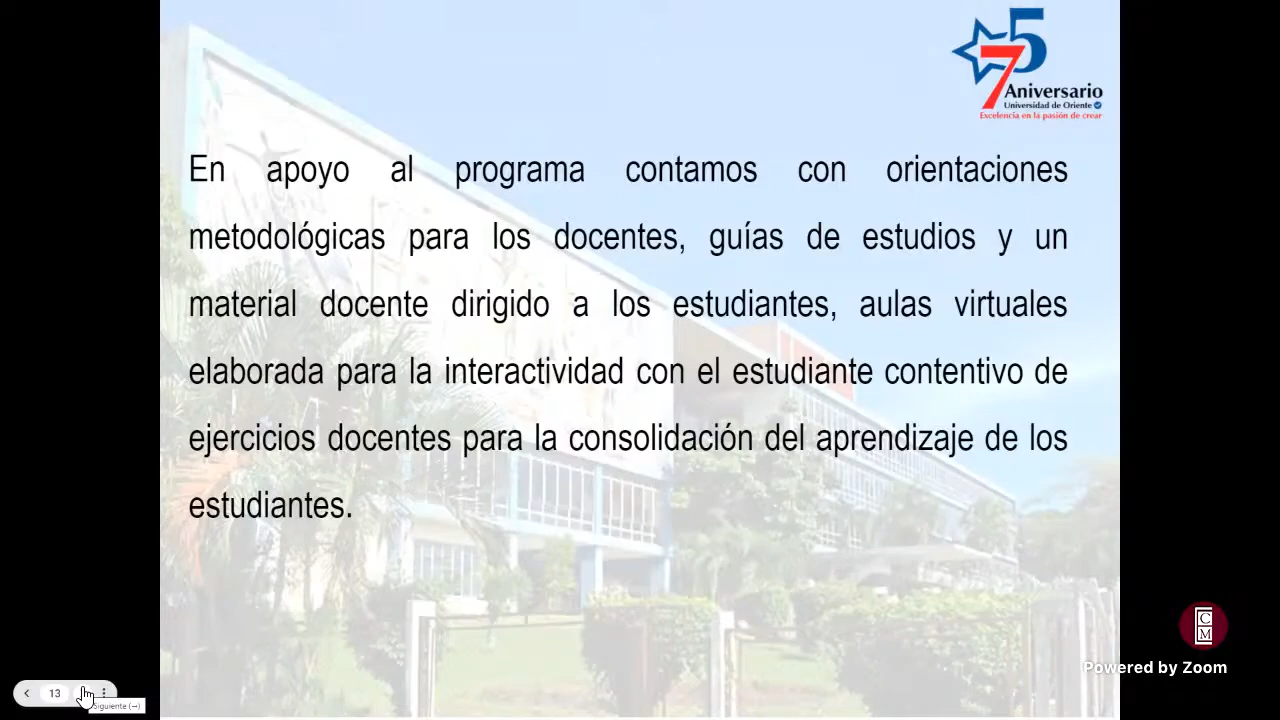 75
Aniversario
Universidad de Oriente
Excelencia en la pasión de crear
En apoyo al programa contamos con orientaciones
metodológicas para los docentes, guías de estudios y un
material docente dirigido a los estudiantes, aulas virtuales
elaborada para la interactividad con el estudiante contentivo de
ejercicios docentes para la consolidación del aprendizaje de los
estudiantes.
CM
Powered by Zoom
13
Siguiente (→)